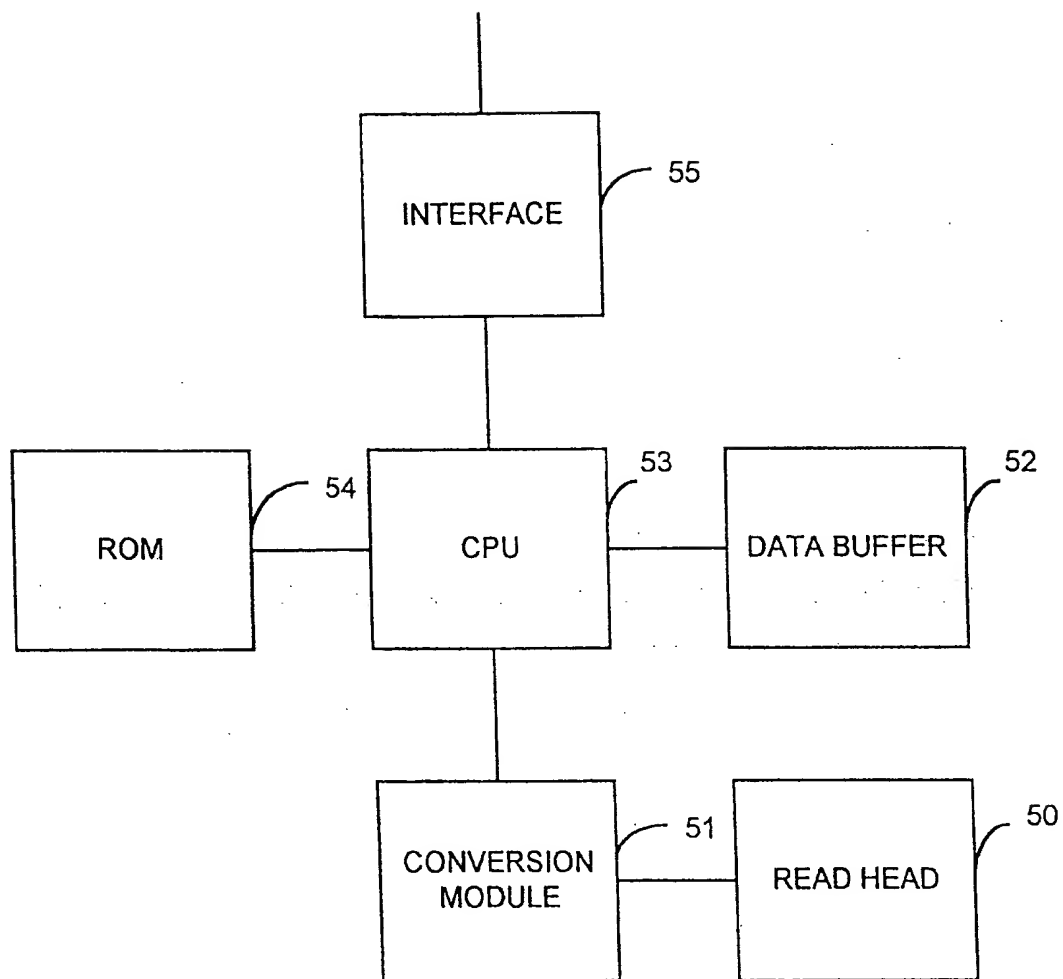 55
INTERFACE
54
53
52
ROM
CPU
DATA BUFFER
51
50
CONVERSION
MODULE
READ HEAD